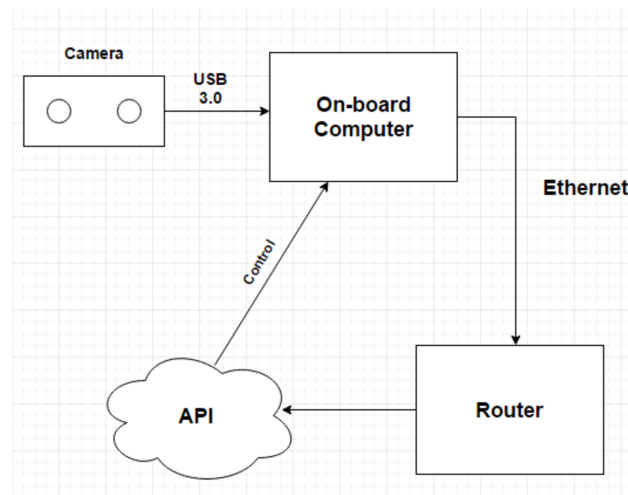 Camera
USB
3.0
On-board
Computer
Ethernet
Control
API
Router